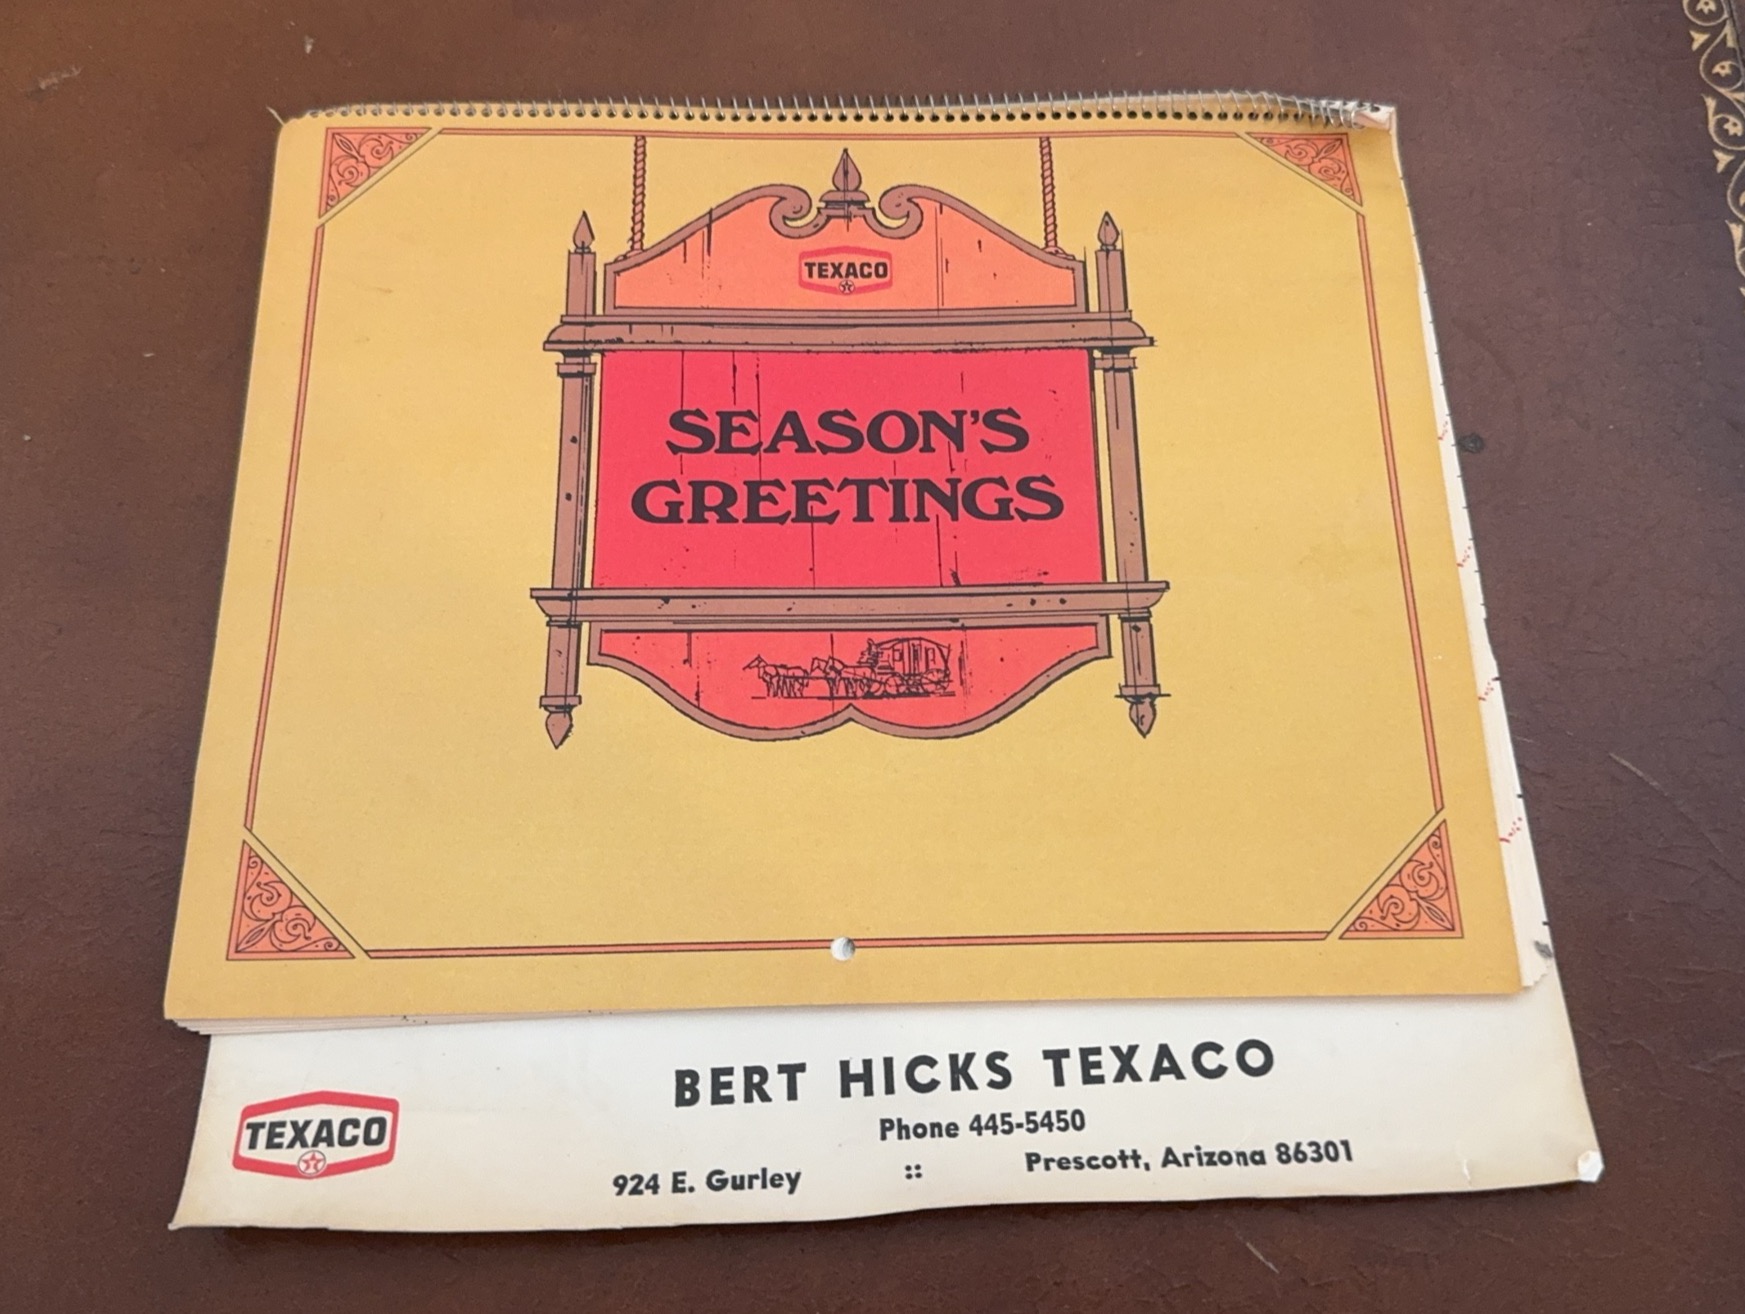 TEXACO
SEASON'S
GREETINGS
BERT HICKS TEXACO
Phone 445-5450
924 E. Gurley :: Prescott, Arizona 86301
TEXACO